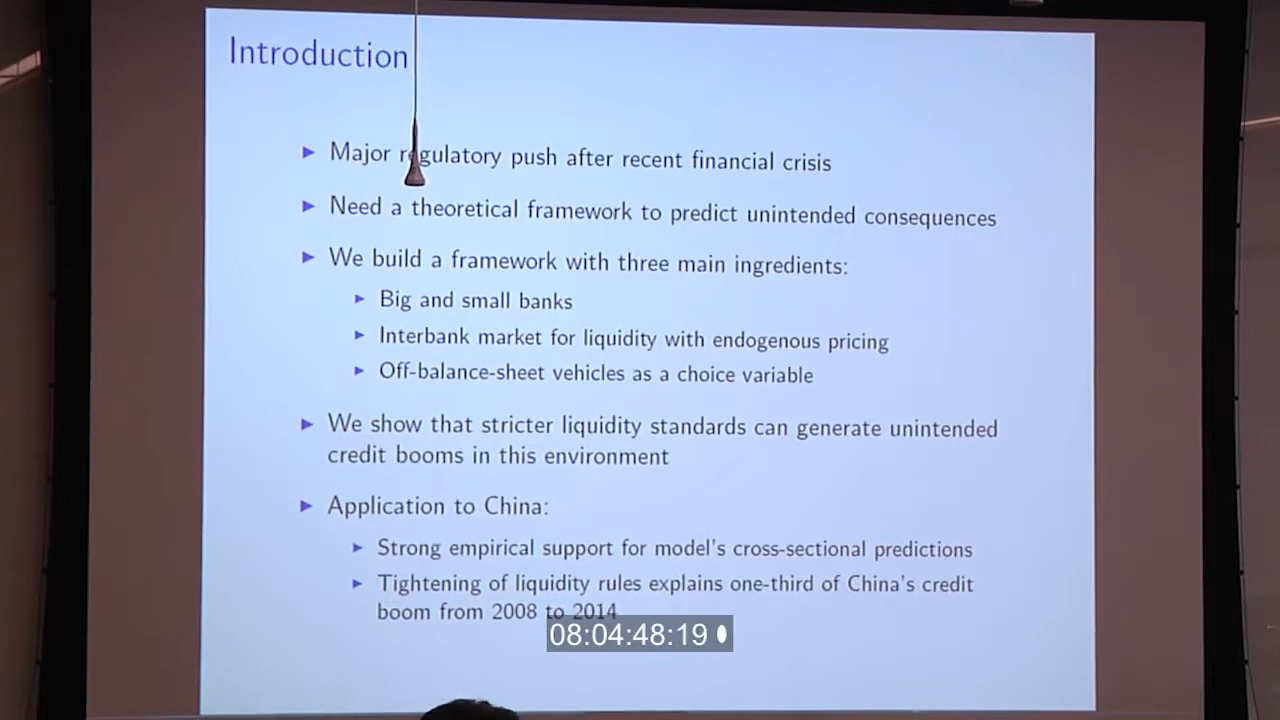 Introduction
Major regulatory push after recent financial crisis
Need a theoretical framework to predict unintended consequences
We build a framework with three main ingredients:
Big and small banks
Interbank market for liquidity with endogenous pricing
Off-balance-sheet vehicles as a choice variable
We show that stricter liquidity standards can generate unintended
credit booms in this environment
Application to China:
Strong empirical support for model's cross-sectional predictions
Tightening of liquidity rules explains one-third of China's credit
boom from 2008 to 2014
08:04:48:19